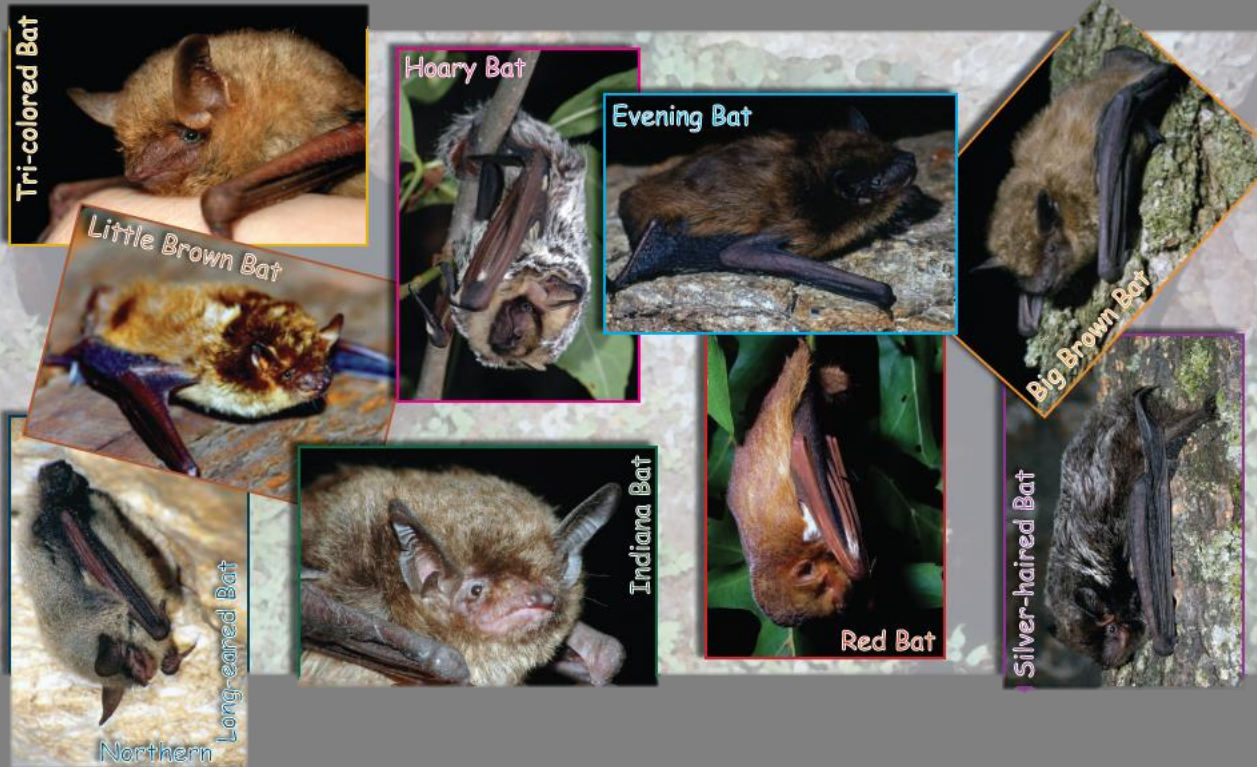 Tri-colored Bat
Hoary Bat
Evening Bat
Little Brown Bat
Big Brown Bat
Indiana Bat
Red Bat
Silver-haired Bat
Northern
Long-eared Bat